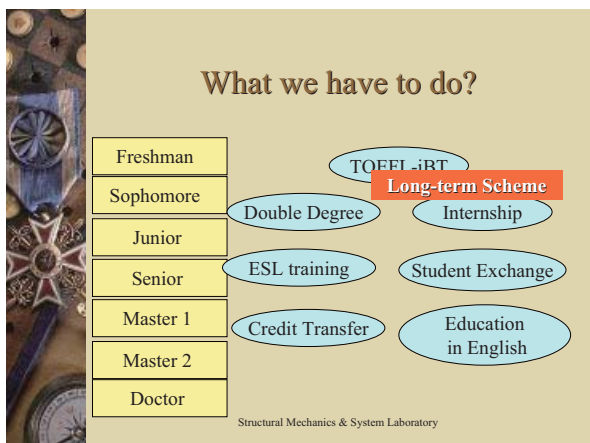 What we have to do?
Freshman
Sophomore
Junior
Senior
Master 1
Master 2
Doctor
TOEFL-iBT
Long-term Scheme
Double Degree
Internship
ESL training
Student Exchange
Credit Transfer
Education
in English
Structural Mechanics & System Laboratory